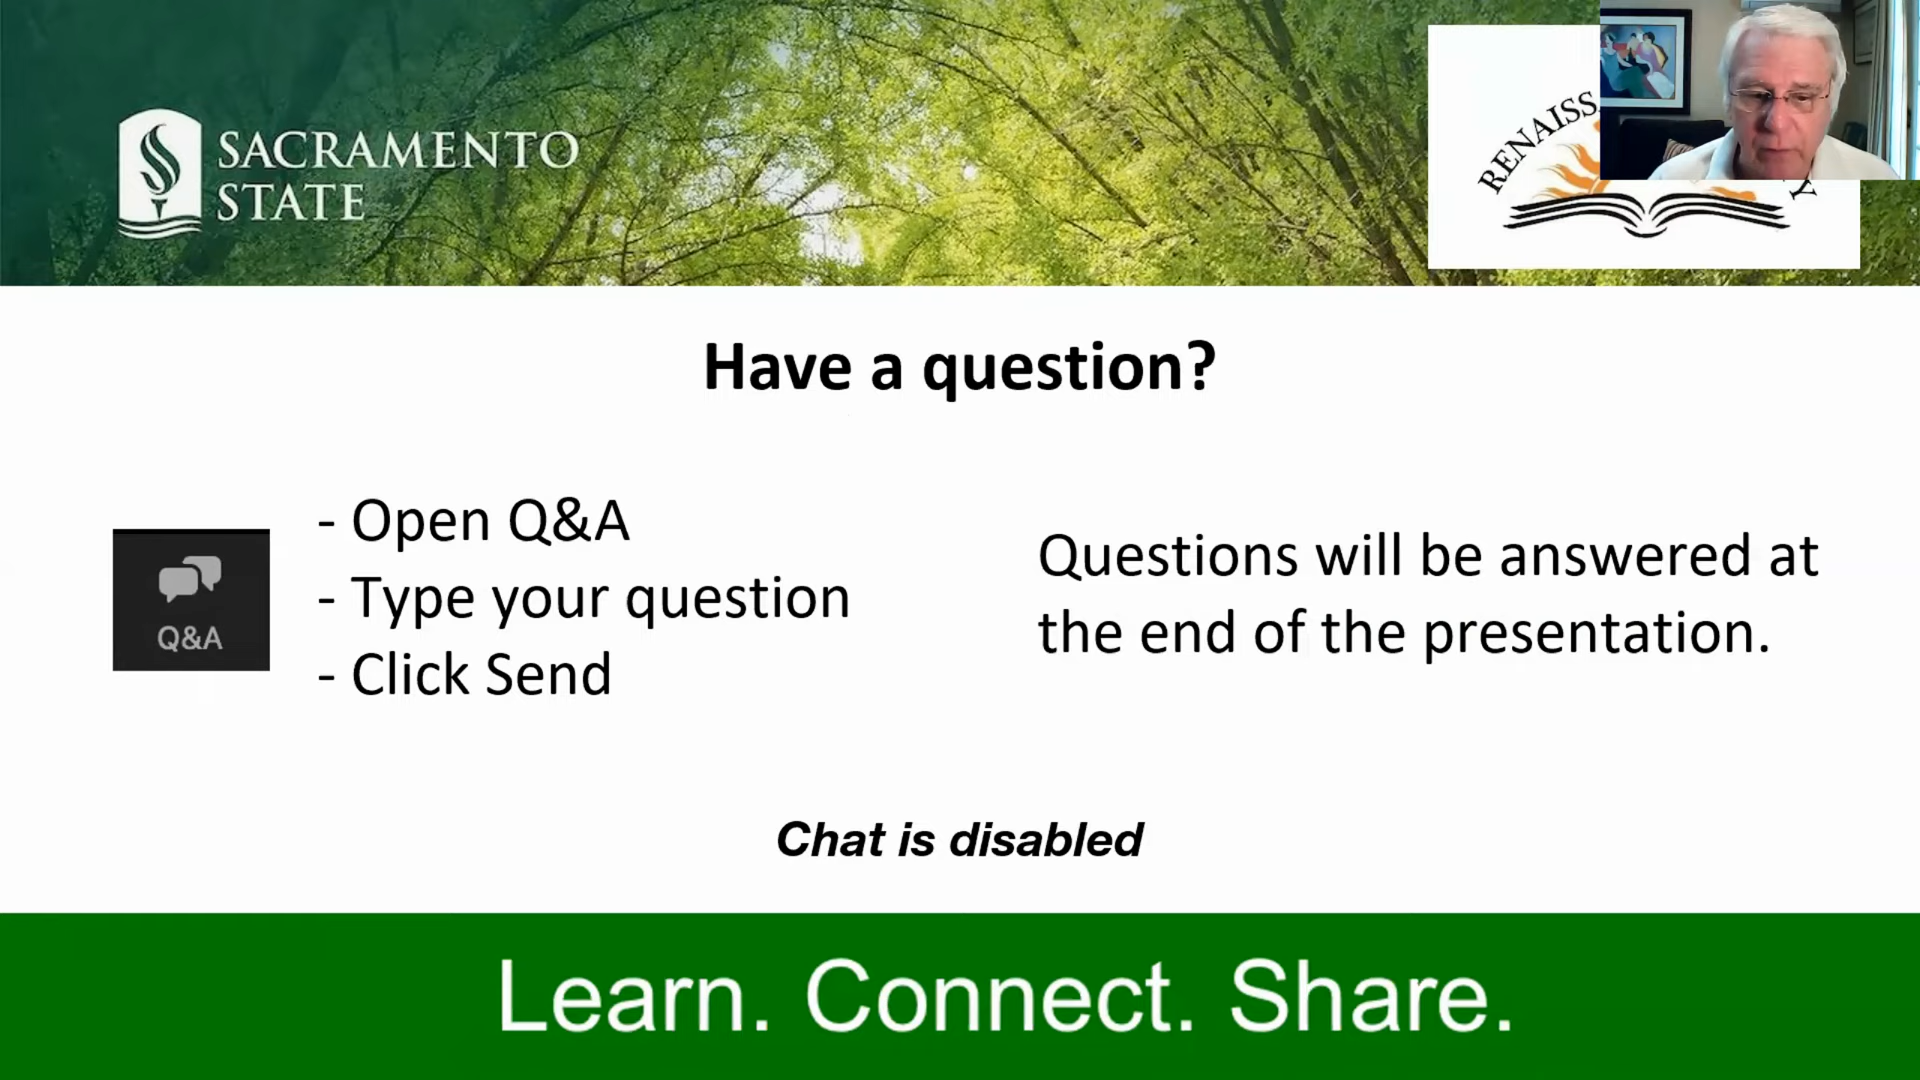 SACRAMENTO
STATE
Have a question?
- Open Q&A
- Type your question
- Click Send
Q&A
Questions will be answered at
the end of the presentation.
Chat is disabled
Learn. Connect. Share.